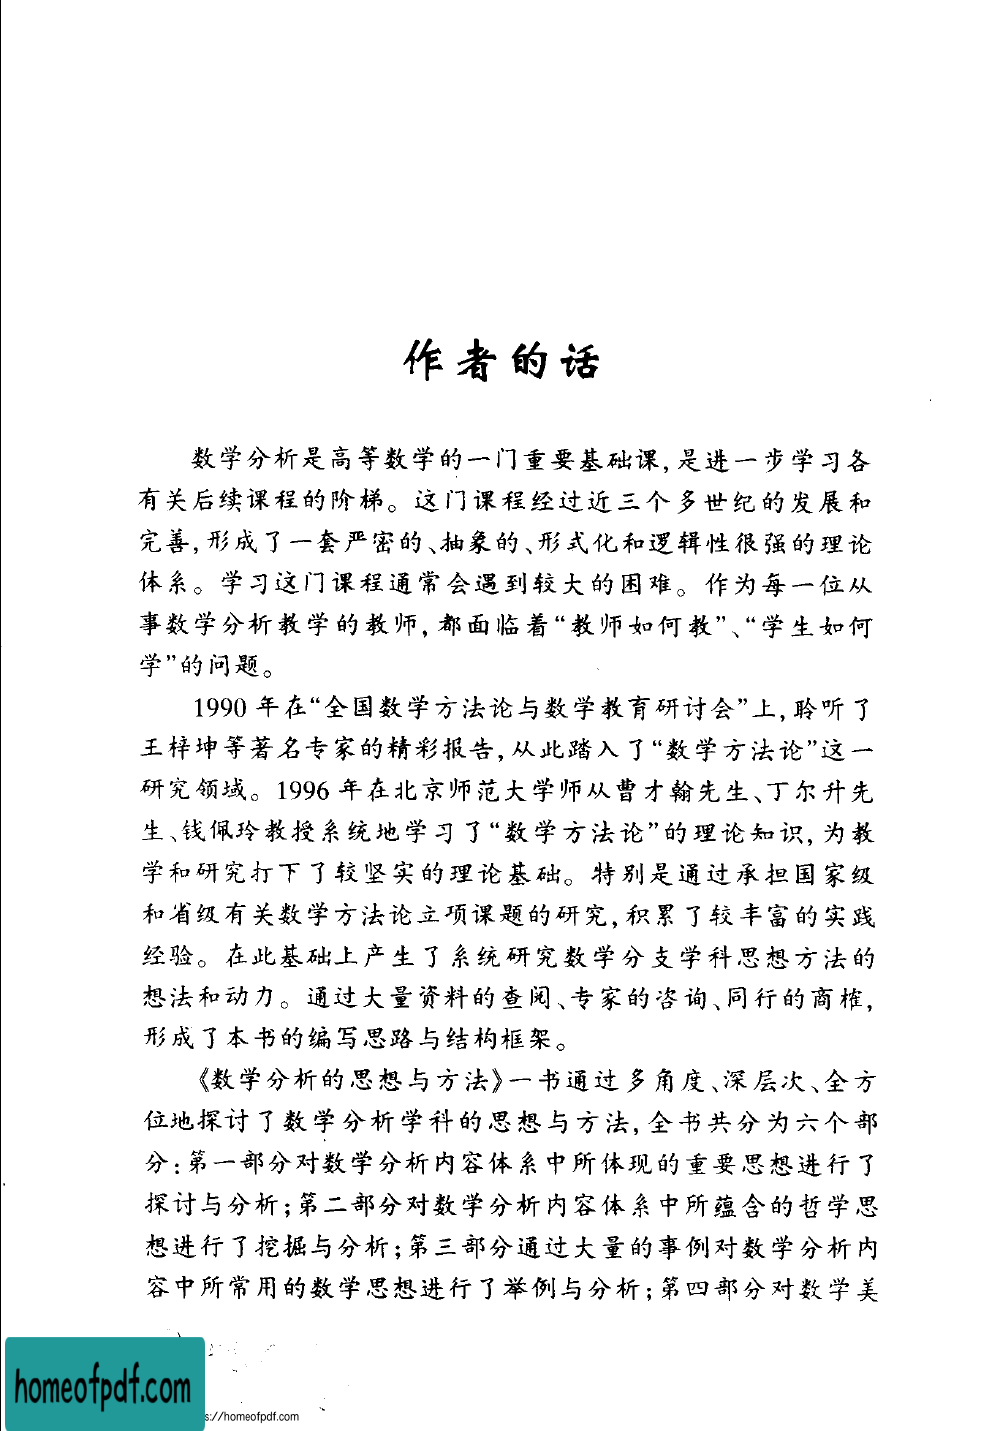 作者的话
数学分析是高等数学的一门重要基础课,是进一步学习各
有关后续课程的阶梯。这门课程经过近三个多世纪的发展和
完善,形成了一套严密的、抽象的、形式化和逻辑性很强的理论
体系。学习这门课程通常会遇到较大的困难。作为每一位从
事数学分析教学的教师,都面临着“教师如何教”、“学生如何
学”的问题。
1990年在“全国数学方法论与数学教育研讨会”上,聆听了
王梓坤等著名专家的精彩报告,从此踏入了“数学方法论”这一
研究领域。1996年在北京师范大学师从曹才翰先生、丁尔升先
生、钱佩玲教授系统地学习了“数学方法论”的理论知识,为教
学和研究打下了较坚实的理论基础。特别是通过承担国家级
和省级有关数学方法论立项课题的研究,积累了较丰富的实践
经验。在此基础上产生了系统研究数学分支学科思想方法的
想法和动力。通过大量资料的查阅、专家的咨询、同行的商榷,
形成了本书的编写思路与结构框架。
《数学分析的思想与方法》一书通过多角度、深层次、全方
位地探讨了数学分析学科的思想与方法,全书共分为六个部
分:第一部分对数学分析内容体系中所体现的重要思想进行了
探讨与分析;第二部分对数学分析内容体系中所蕴含的哲学思
想进行了挖掘与分析;第三部分通过大量的事例对数学分析内
容中所常用的数学思想进行了举例与分析;第四部分对数学美
homeofpdf.com
s://homeofpdf.com